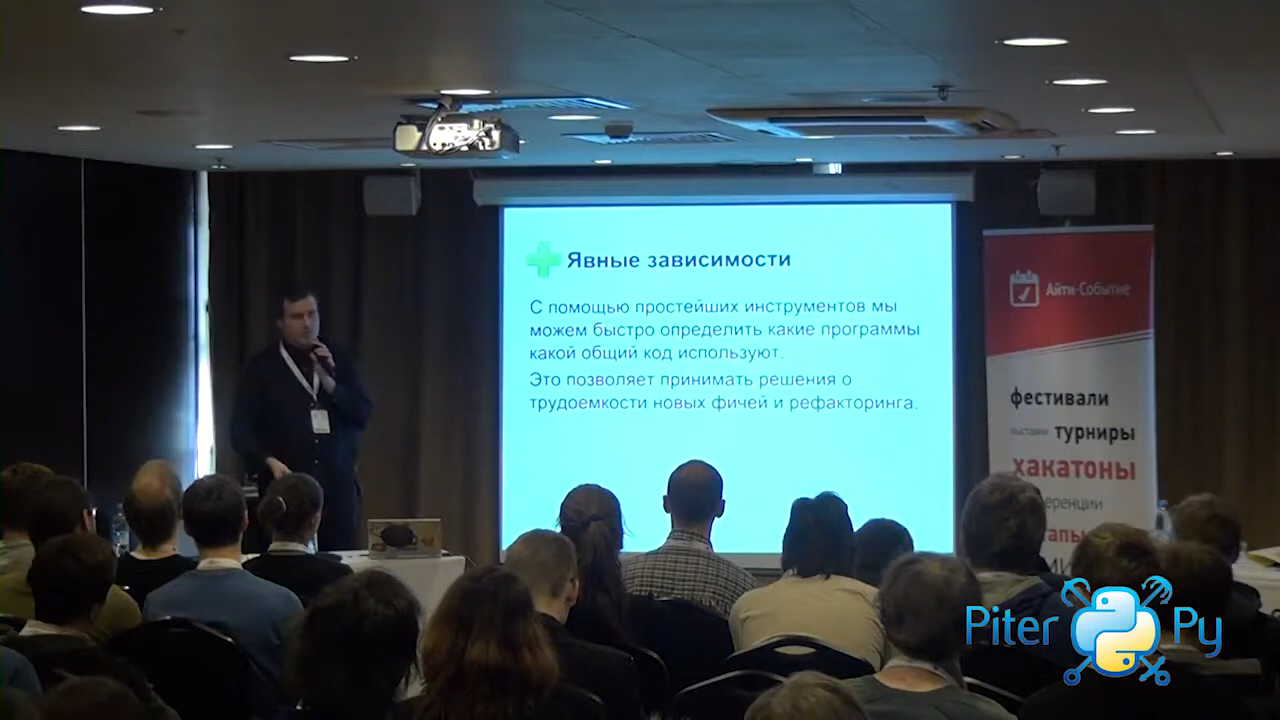 Явные зависимости
С помощью простейших инструментов мы
можем быстро определить какие программы
какой общий код используют.
Это позволяет принимать решения о
трудоемкости новых фичей и рефакторинга.
Айти-Событие
фестивали
выставки турниры
хакатоны
Piter Py